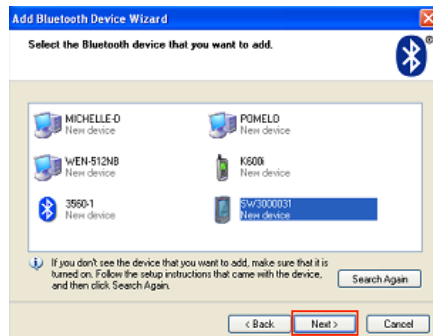 Add Bluetooth Device Wizard
Select the Bluetooth device that you want to add.
MICHELLE-D
New device
POMELO
New device
WEN-512NB
New device
K600i
New device
3560-1
New device
SW3000031
New device
If you don't see the device that you want to add, make sure that it is
turned on. Follow the setup instructions that came with the device,
and then click Search Again.
Search Again
< Back
Next >
Cancel